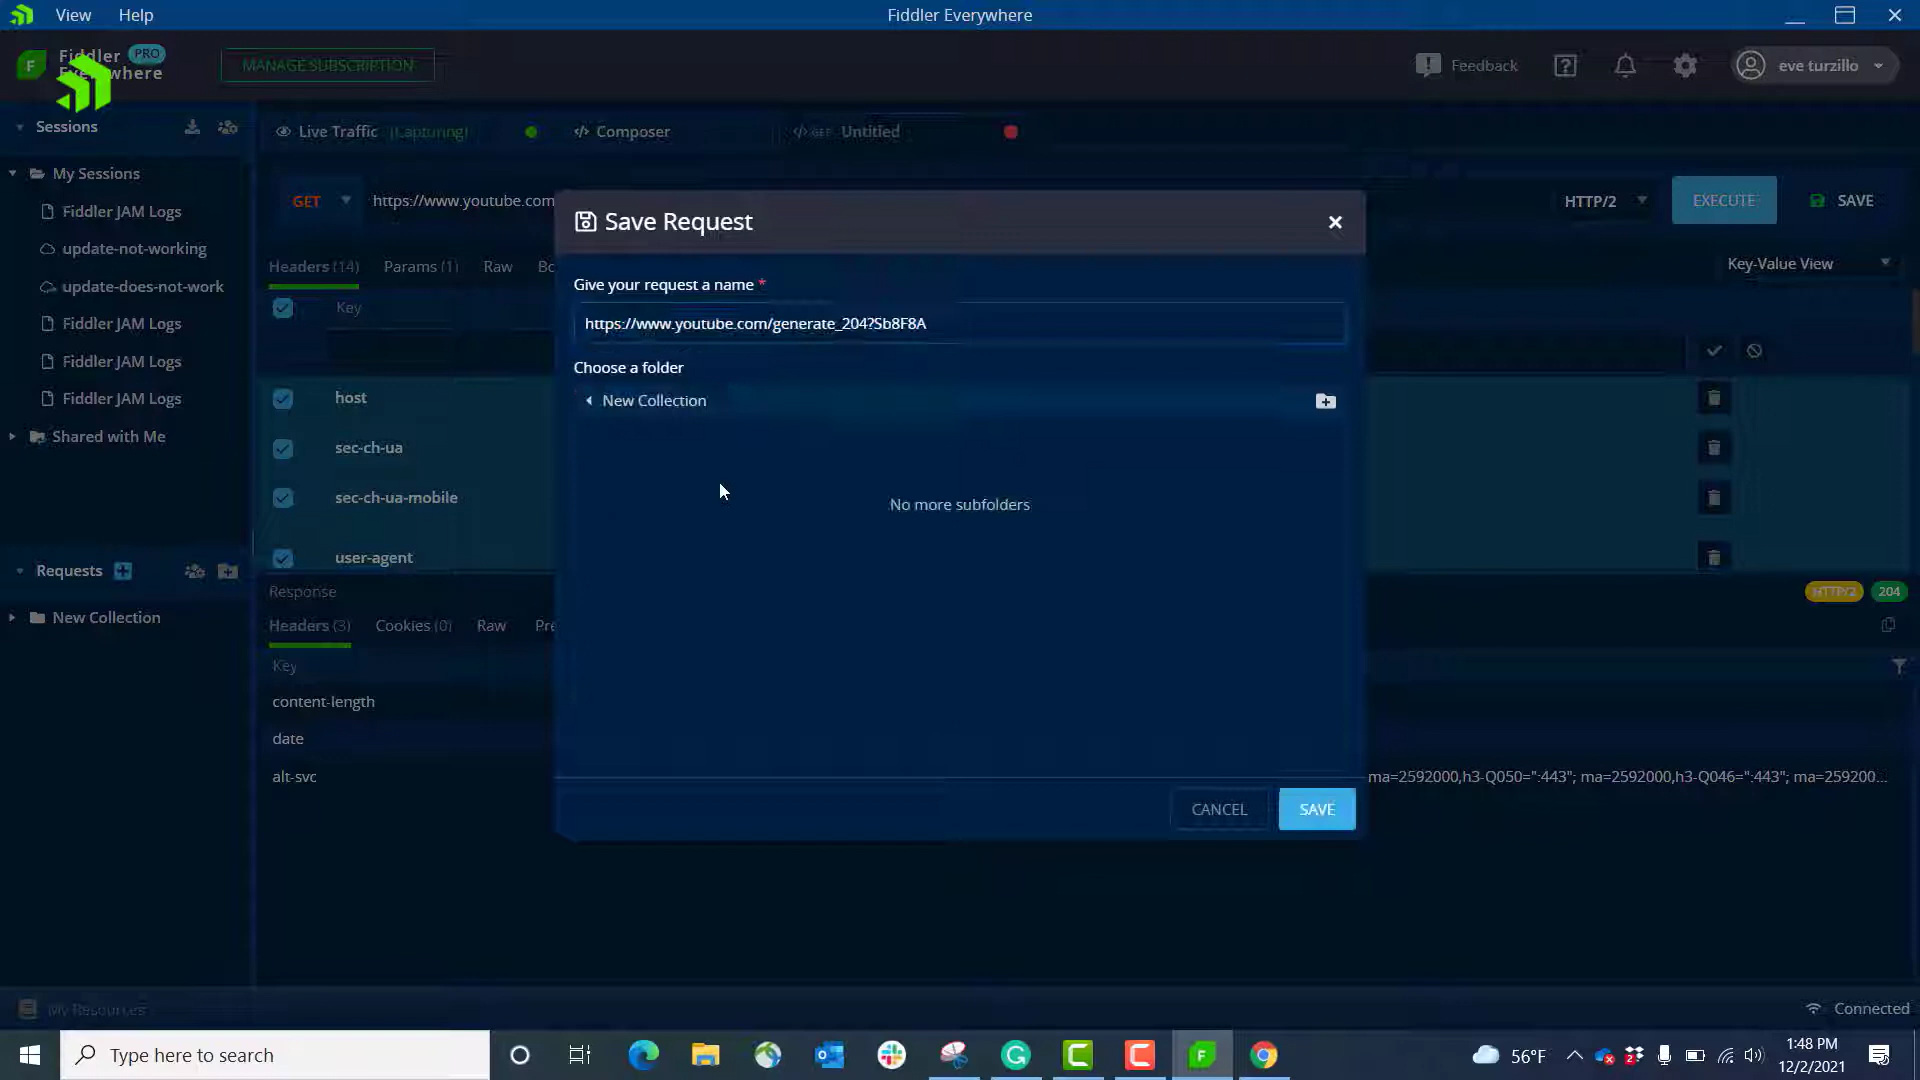 View Help
Fiddler Everywhere
Fiddler Everywhere PRO
MANAGE SUBSCRIPTION
Feedback
eve turzillo
Sessions
Live Traffic (Capturing)
Composer
GET Untitled
My Sessions
Fiddler JAM Logs
update-not-working
update-does-not-work
Fiddler JAM Logs
Fiddler JAM Logs
Fiddler JAM Logs
Shared with Me
Requests
New Collection
GET https://www.youtube.com
HTTP/2
EXECUTE
SAVE
Headers (14) Params (1) Raw
Key-Value View
Key
host
sec-ch-ua
sec-ch-ua-mobile
user-agent
Save Request
Give your request a name *
https://www.youtube.com/generate_204?Sb8F8A
Choose a folder
New Collection
No more subfolders
CANCEL SAVE
Response
HTTP/2 204
Headers (3) Cookies (0) Raw
Key
content-length
date
alt-svc
ma=2592000,h3-Q050=":443"; ma=2592000,h3-Q046=":443"; ma=259200...
My Resources
Connected
Type here to search
56°F
1:48 PM
12/2/2021